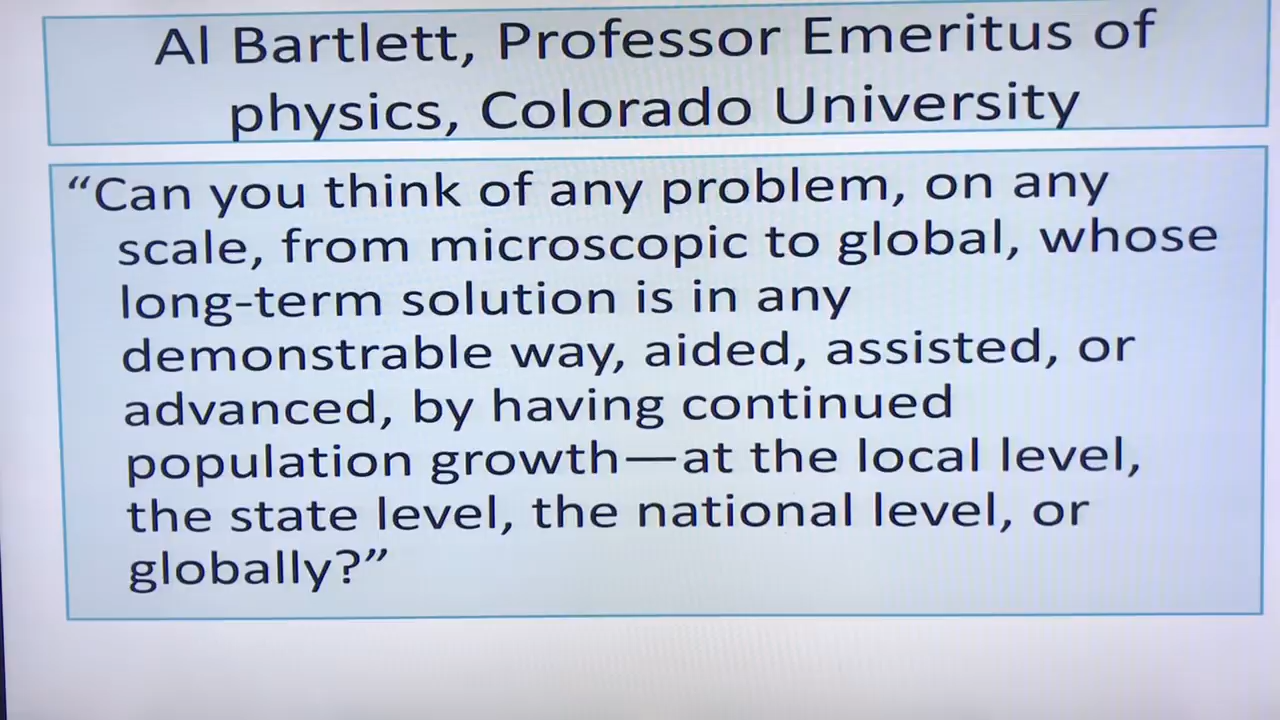 Al Bartlett, Professor Emeritus of
physics, Colorado University
“Can you think of any problem, on any
scale, from microscopic to global, whose
long-term solution is in any
demonstrable way, aided, assisted, or
advanced, by having continued
population growth—at the local level,
the state level, the national level, or
globally?”